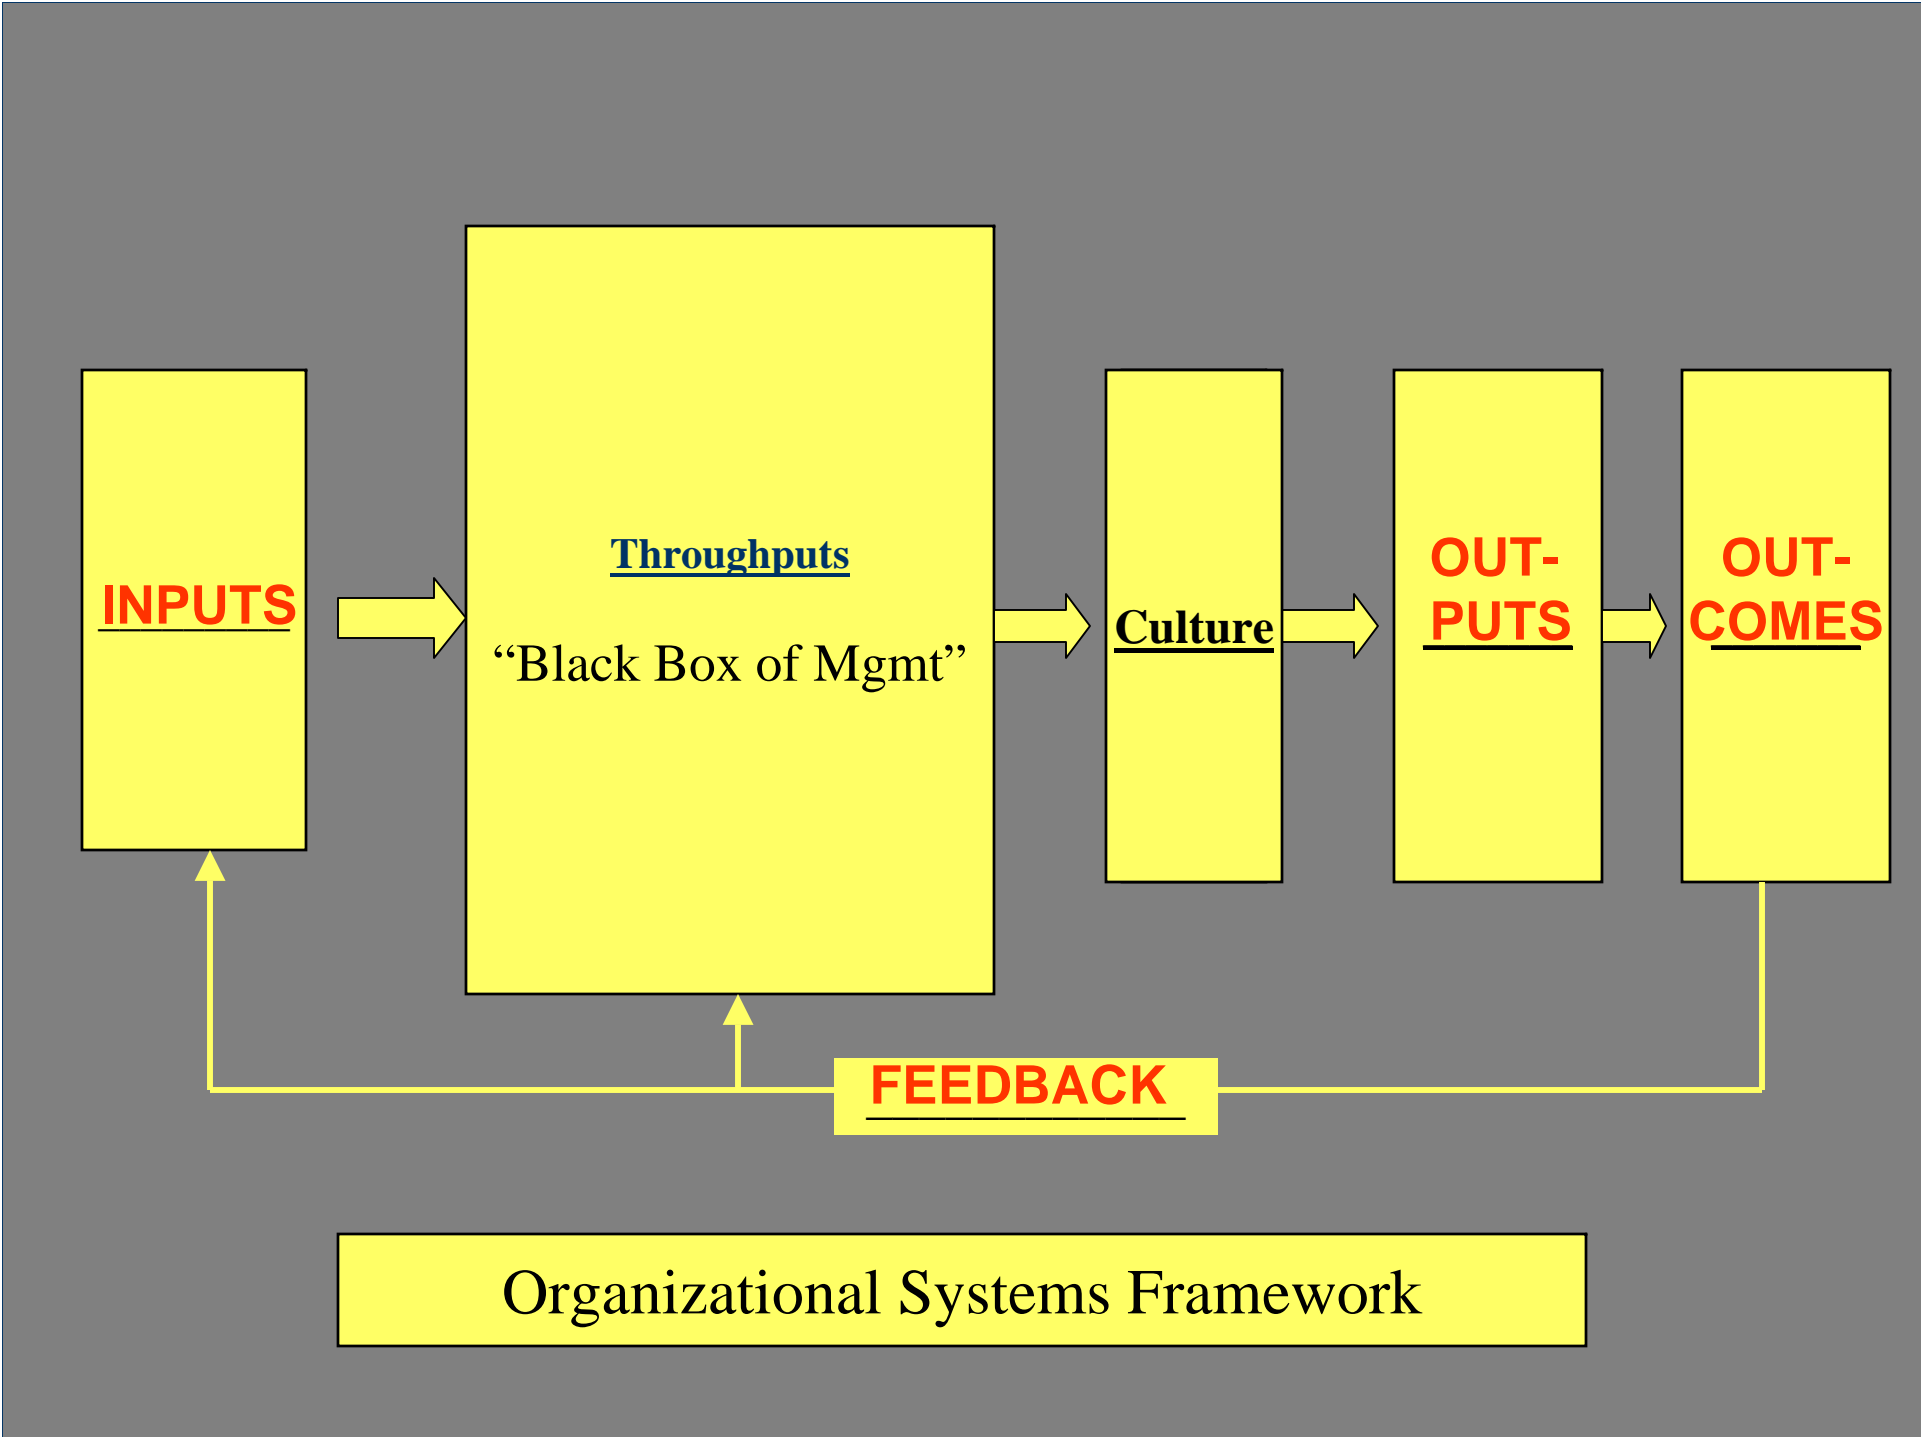 INPUTS
Throughputs
“Black Box of Mgmt”
Culture
OUT-
PUTS
OUT-
COMES
FEEDBACK
Organizational Systems Framework